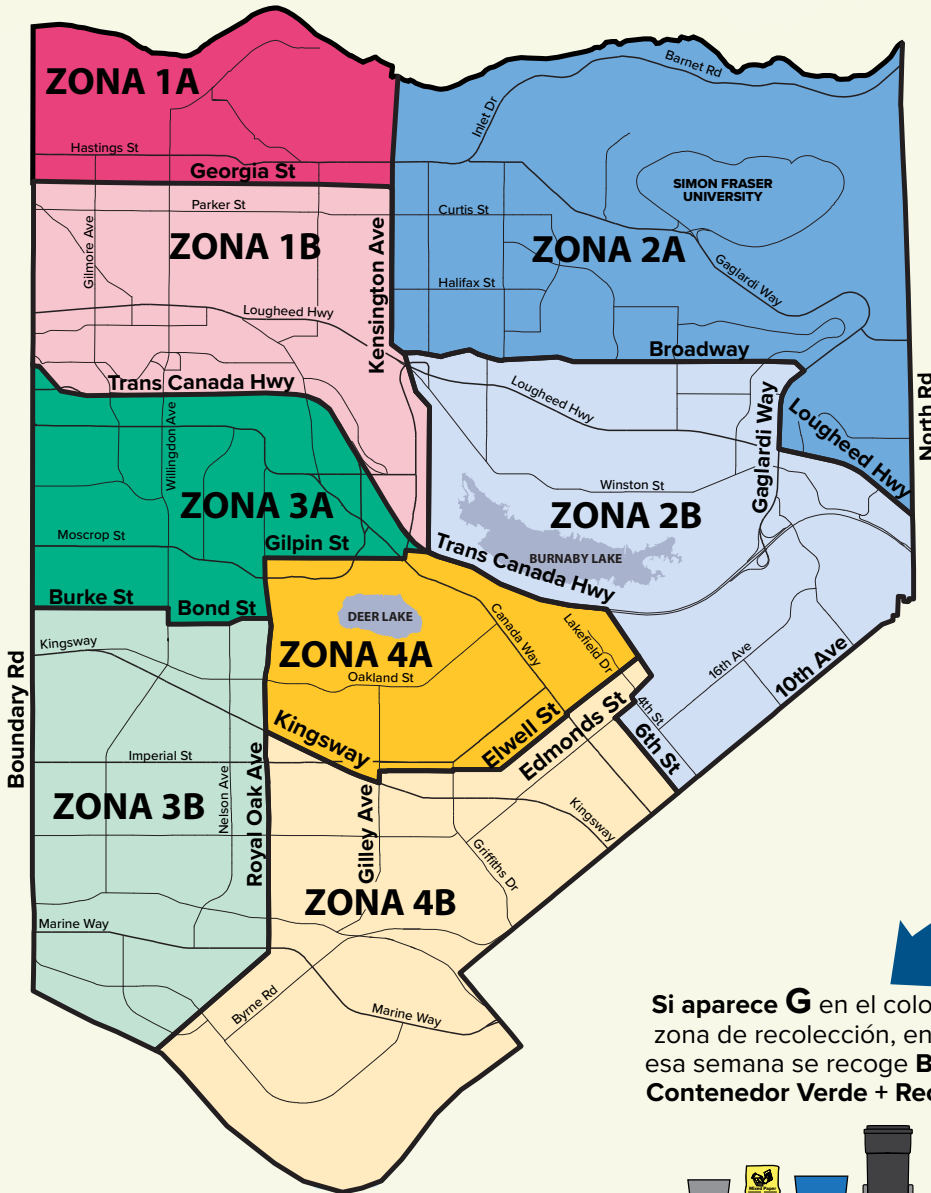 ZONA 1A
Hastings St
Georgia St
Parker St
ZONA 1B
Gilmore Ave
Lougheed Hwy
Kensington Ave
Trans Canada Hwy
Barnet Rd
Inlet Dr
SIMON FRASER
UNIVERSITY
Curtis St
ZONA 2A
Gaglardi Way
Halifax St
Broadway
North Rd
Lougheed Hwy
Lougheed Hwy
Gaglardi Way
Winston St
ZONA 2B
BURNABY LAKE
Trans Canada Hwy
Willingdon Ave
ZONA 3A
Moscrop St
Gilpin St
Burke St
Bond St
DEER LAKE
ZONA 4A
Oakland St
Canada Way
Lakefield Dr
Kingsway
Elwell St
Edmonds St
4th St
6th St
16th Ave
10th Ave
Boundary Rd
Kingsway
Imperial St
ZONA 3B
Nelson Ave
Royal Oak Ave
Gilley Ave
Kingsway
Griffiths Dr
ZONA 4B
Marine Way
Byrne Rd
Marine Way
Si aparece G en el colo
zona de recolección, en
esa semana se recoge B
Contenedor Verde + Rec
Mixed Paper